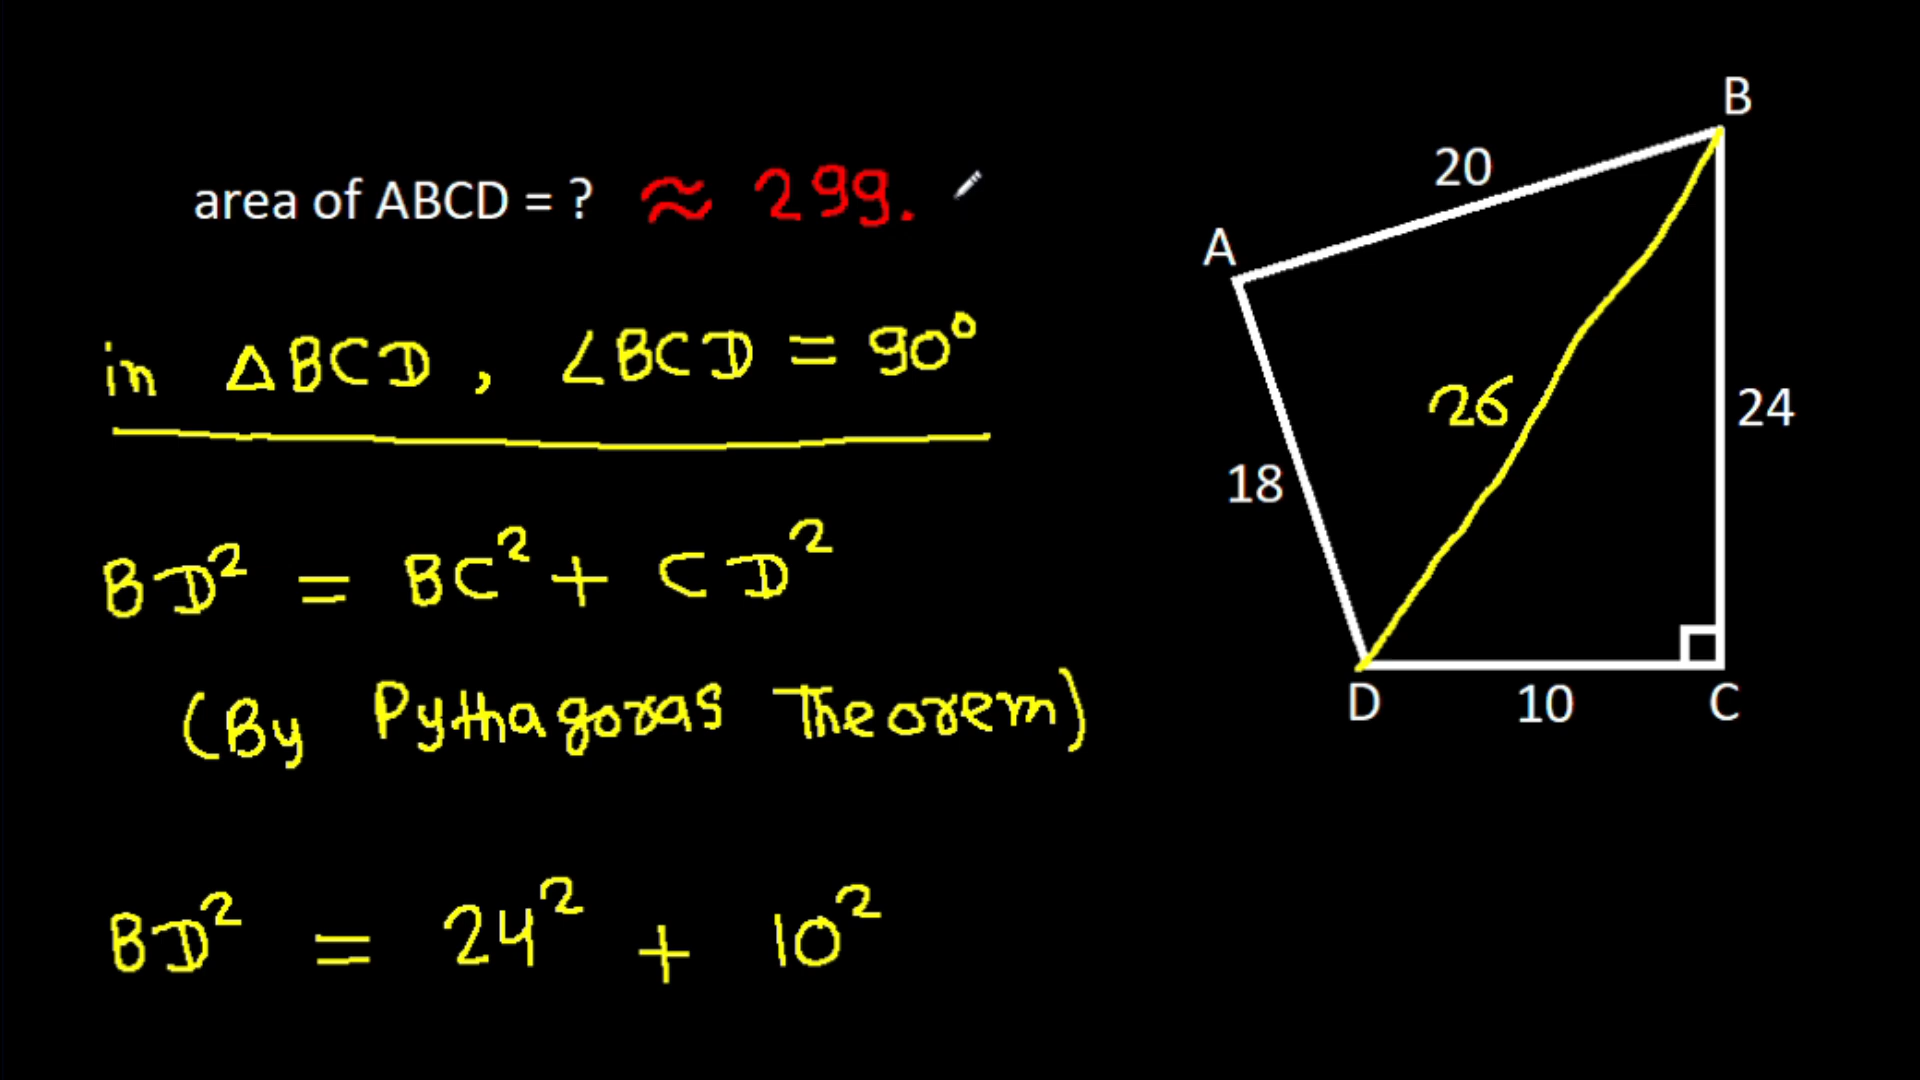 area of ABCD = ? ≈ 299.
in △BCD, ∠BCD = 90°
BD² = BC² + CD²
(By Pythagoras Theorem)
BD² = 24² + 10²
B
20
A
26
24
18
D
10
C